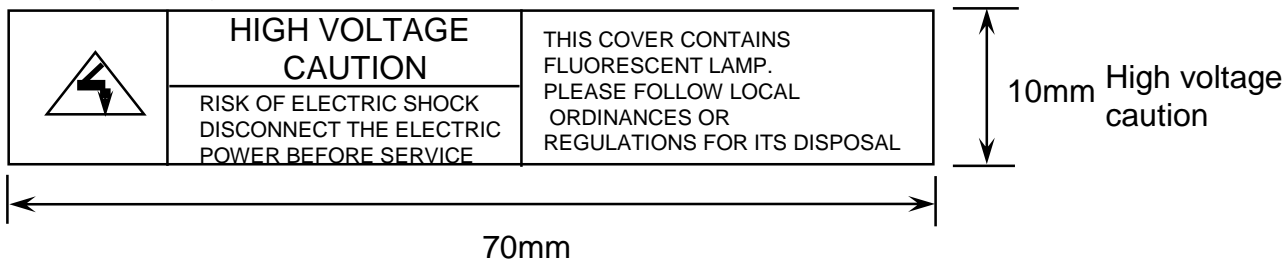 HIGH VOLTAGE
CAUTION
RISK OF ELECTRIC SHOCK
DISCONNECT THE ELECTRIC
POWER BEFORE SERVICE
THIS COVER CONTAINS
FLUORESCENT LAMP.
PLEASE FOLLOW LOCAL
ORDINANCES OR
REGULATIONS FOR ITS DISPOSAL
10mm
High voltage
caution
70mm